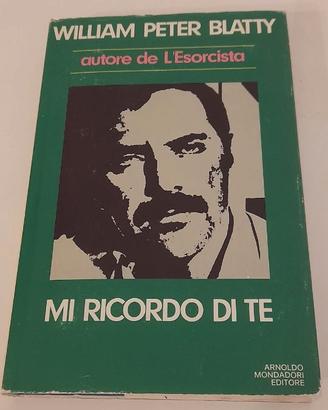 WILLIAM PETER BLATTY
autore de L'Esorcista
MI RICORDO DI TE
ARNOLDO
MONDADORI
EDITORE